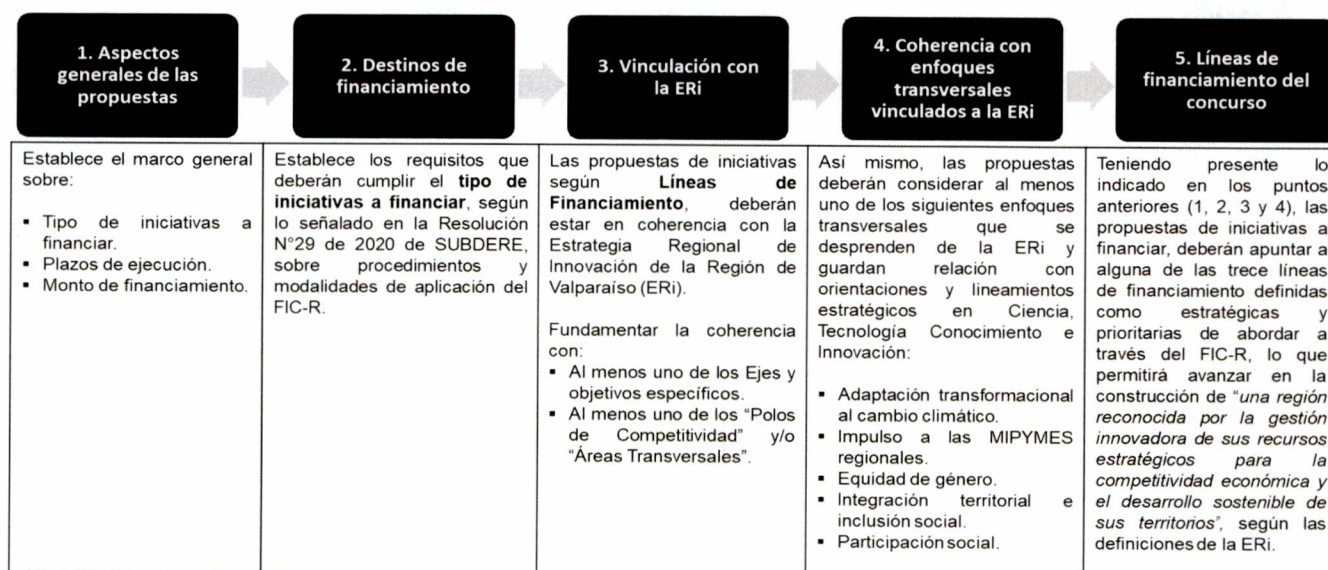 1. Aspectos
generales de las
propuestas
2. Destinos de
financiamiento
3. Vinculación con
la ERi
4. Coherencia con
enfoques
transversales
vinculados a la ERi
5. Líneas de
financiamiento del
concurso
Establece el marco general
sobre:
▪ Tipo de iniciativas a
financiar.
▪ Plazos de ejecución.
▪ Monto de financiamiento.
Establece los requisitos que
deberán cumplir el tipo de
iniciativas a financiar, según
lo señalado en la Resolución
N°29 de 2020 de SUBDERE,
sobre procedimientos y
modalidades de aplicación del
FIC-R.
Las propuestas de iniciativas
según Líneas de
Financiamiento, deberán
estar en coherencia con la
Estrategia Regional de
Innovación de la Región de
Valparaíso (ERi).
Fundamentar la coherencia
con:
▪ Al menos uno de los Ejes y
objetivos específicos.
▪ Al menos uno de los “Polos
de Competitividad” y/o
“Áreas Transversales”.
Así mismo, las propuestas
deberán considerar al menos
uno de los siguientes enfoques
transversales que se
desprenden de la ERi y
guardan relación con
orientaciones y lineamientos
estratégicos en Ciencia,
Tecnología Conocimiento e
Innovación:
▪ Adaptación transformacional
al cambio climático.
▪ Impulso a las MIPYMES
regionales.
▪ Equidad de género.
▪ Integración territorial e
inclusión social.
▪ Participación social.
Teniendo presente lo
indicado en los puntos
anteriores (1, 2, 3 y 4), las
propuestas de iniciativas a
financiar, deberán apuntar a
alguna de las trece líneas
de financiamiento definidas
como estratégicas y
prioritarias de abordar a
través del FIC-R, lo que
permitirá avanzar en la
construcción de “una región
reconocida por la gestión
innovadora de sus recursos
estratégicos para la
competitividad económica y
el desarrollo sostenible de
sus territorios”, según las
definiciones de la ERi.